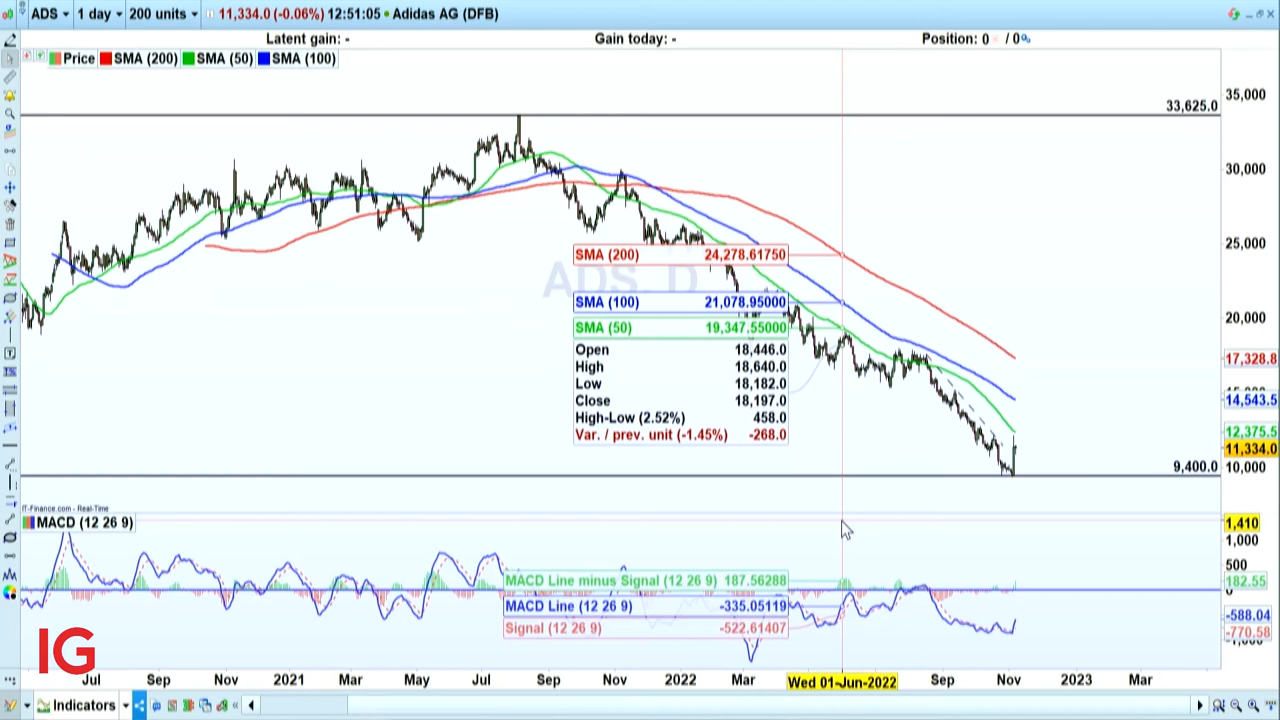 ADS 1 day 200 units 11,334.0 (-0.06%) 12:51:05 Adidas AG (DFB)
Latent gain: - Gain today: - Position: 0 / 0%
Price SMA (200) SMA (50) SMA (100)
35,000
33,625.0
30,000
25,000
SMA (200) 24,278.61750
ADS, D
SMA (100) 21,078.95000
20,000
SMA (50) 19,347.55000
Open 18,446.0
High 18,640.0
17,328.8
Low 18,182.0
Close 18,197.0
14,543.5
High-Low (2.52%) 458.0
Var. / prev. unit (-1.45%) -268.0
12,375.5
11,334.0
9,400.0
10,000
IT-Finance.com - Real-Time
MACD (12 26 9)
1,410
1,000
500
MACD Line minus Signal (12 26 9) 187.56288
182.55
0
MACD Line (12 26 9) -335.05119
-588.04
Signal (12 26 9) -522.61407
-770.58
IG
Jul Sep Nov 2021 Mar May Jul Sep Nov 2022 Mar Wed 01-Jun-2022 Sep Nov 2023 Mar
Indicators